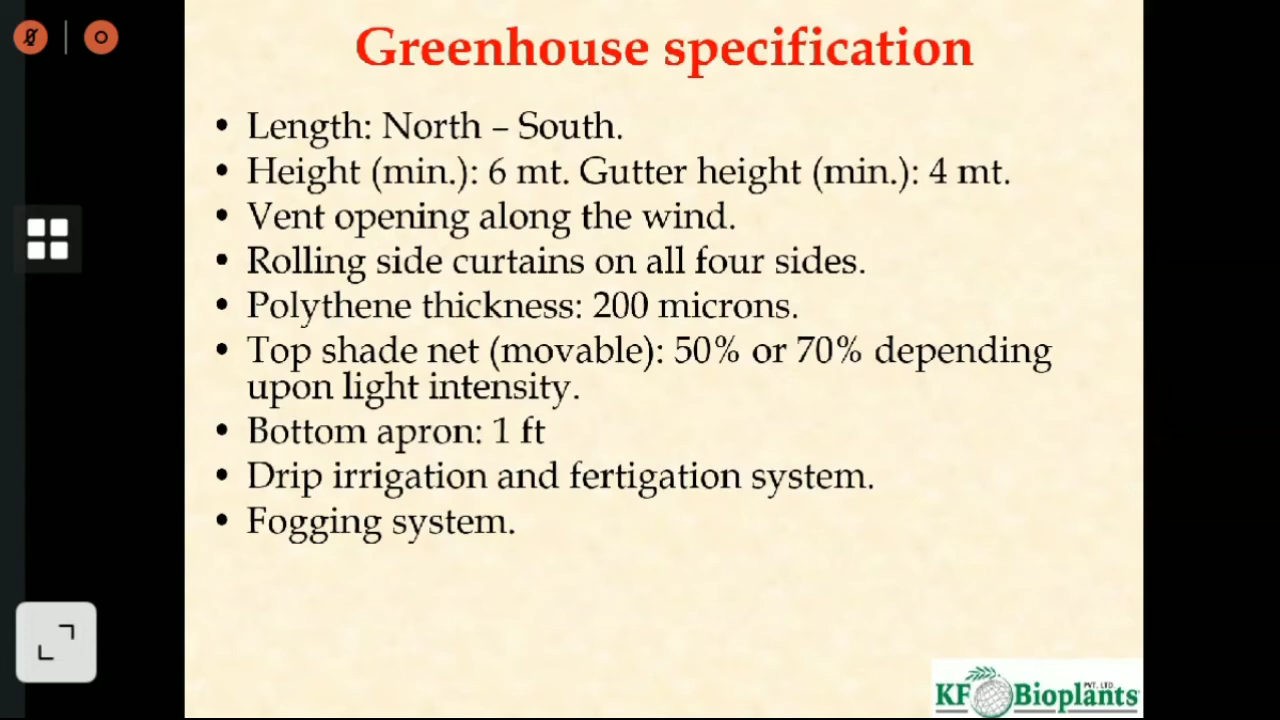 Greenhouse specification
• Length: North – South.
• Height (min.): 6 mt. Gutter height (min.): 4 mt.
• Vent opening along the wind.
• Rolling side curtains on all four sides.
• Polythene thickness: 200 microns.
• Top shade net (movable): 50% or 70% depending
upon light intensity.
• Bottom apron: 1 ft
• Drip irrigation and fertigation system.
• Fogging system.
KF Bioplants PVT. LTD